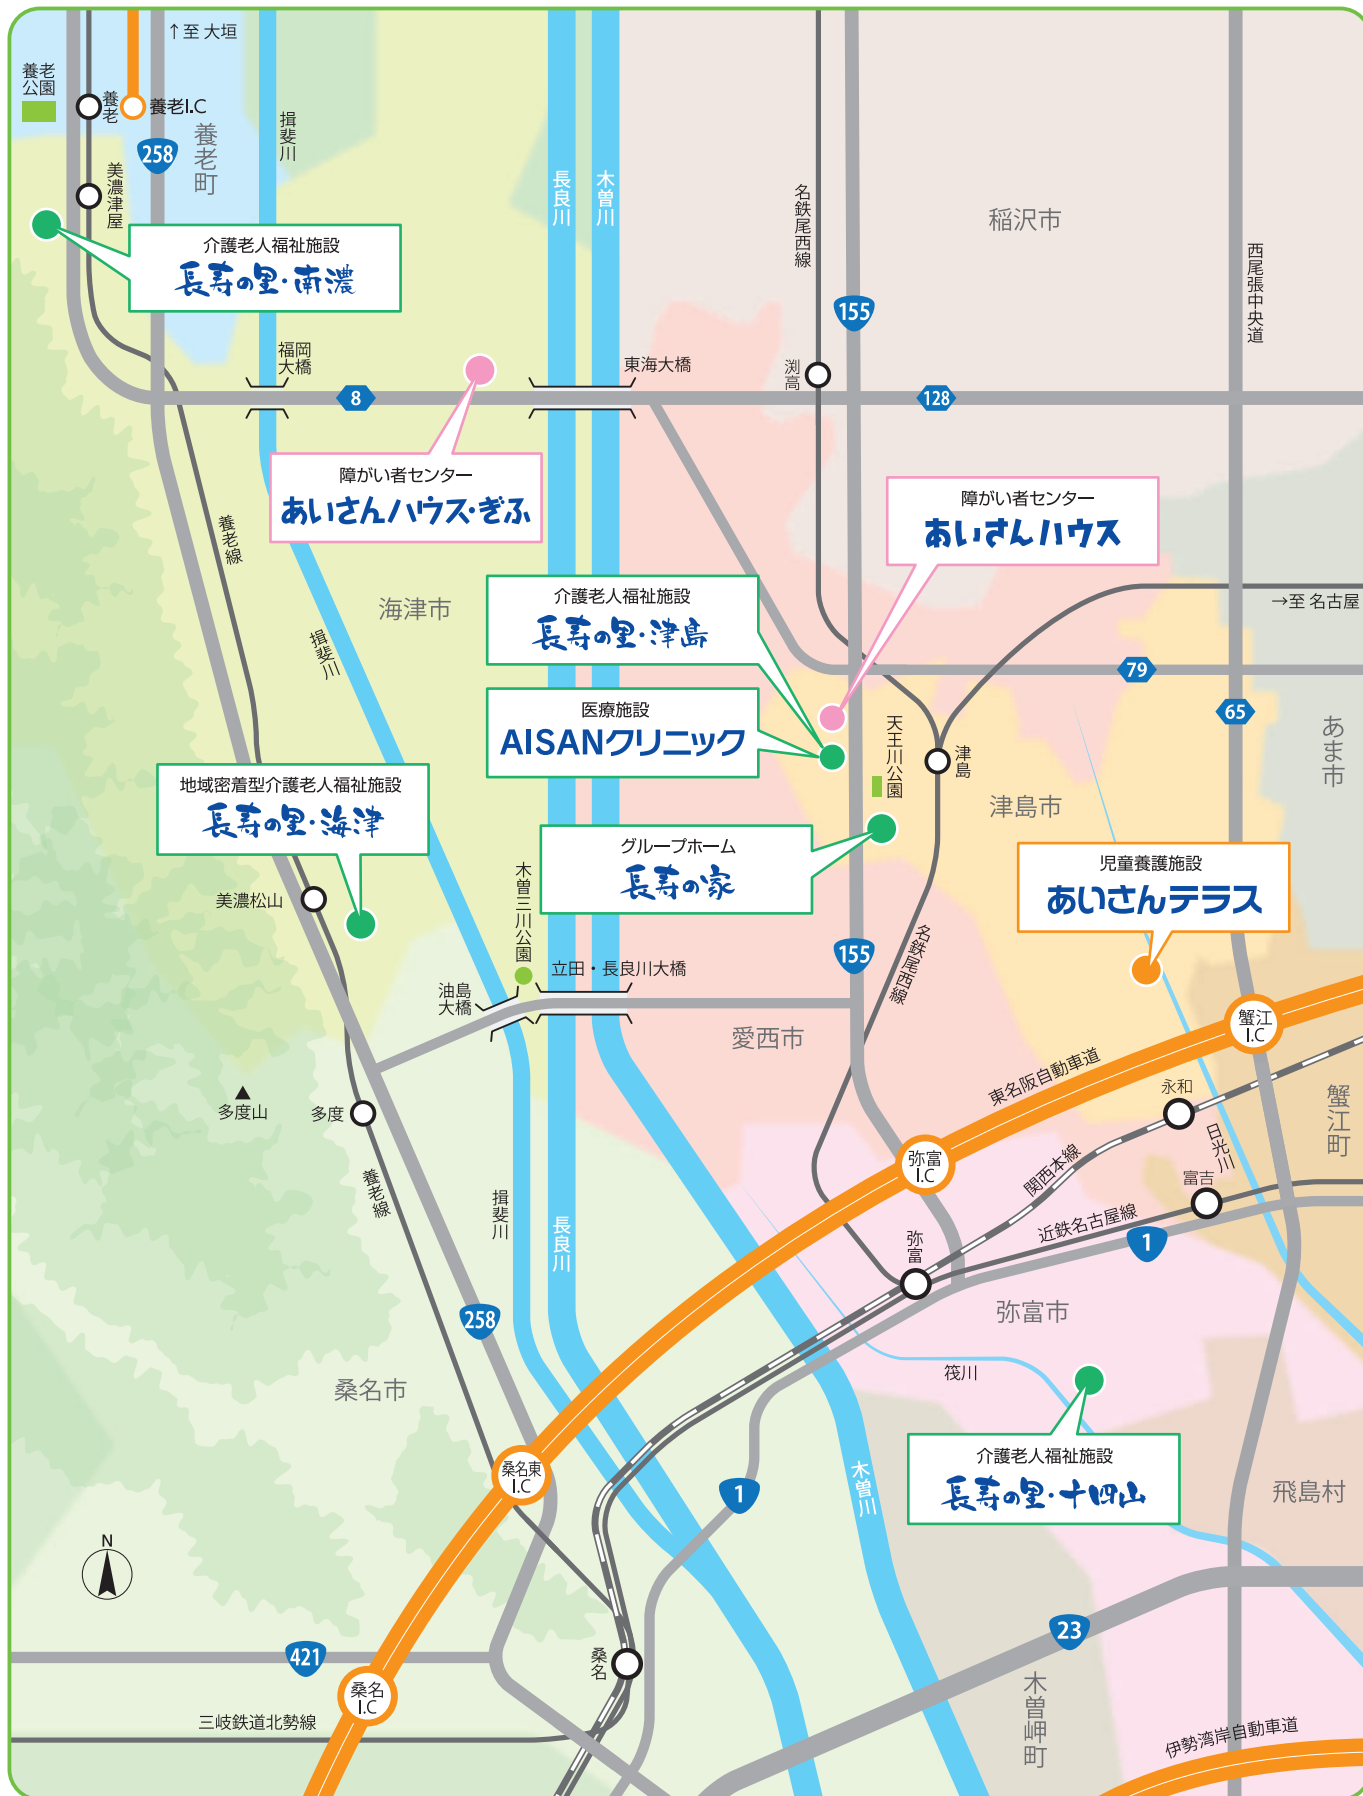 ↑至 大垣
養老
公園
養老
養老I.C
揖斐川
258
養老町
美濃津屋
長良川
木曽川
名鉄尾西線
稲沢市
西尾張中央道
介護老人福祉施設
長寿の里・南濃
155
福岡
大橋
東海大橋
渕高
8
128
障がい者センター
あいさんハウス・ぎふ
障がい者センター
あいさんハウス
養老線
海津市
揖斐川
介護老人福祉施設
長寿の里・津島
→至 名古屋
79
65
医療施設
AISANクリニック
天王川公園
津島
あま市
地域密着型介護老人福祉施設
長寿の里・海津
津島市
グループホーム
長寿の家
児童養護施設
あいさんテラス
美濃松山
木曽三川公園
立田・長良川大橋
油島
大橋
155
名鉄尾西線
愛西市
蟹江
I.C
東名阪自動車道
永和
蟹江町
多度山
多度
日光川
弥富
I.C
関西本線
富吉
養老線
揖斐川
長良川
近鉄名古屋線
1
弥富
258
弥富市
筏川
桑名市
介護老人福祉施設
長寿の里・十四山
桑名東
I.C
木曽川
1
飛島村
N
23
421
桑名
桑名
I.C
木曽岬町
三岐鉄道北勢線
伊勢湾岸自動車道